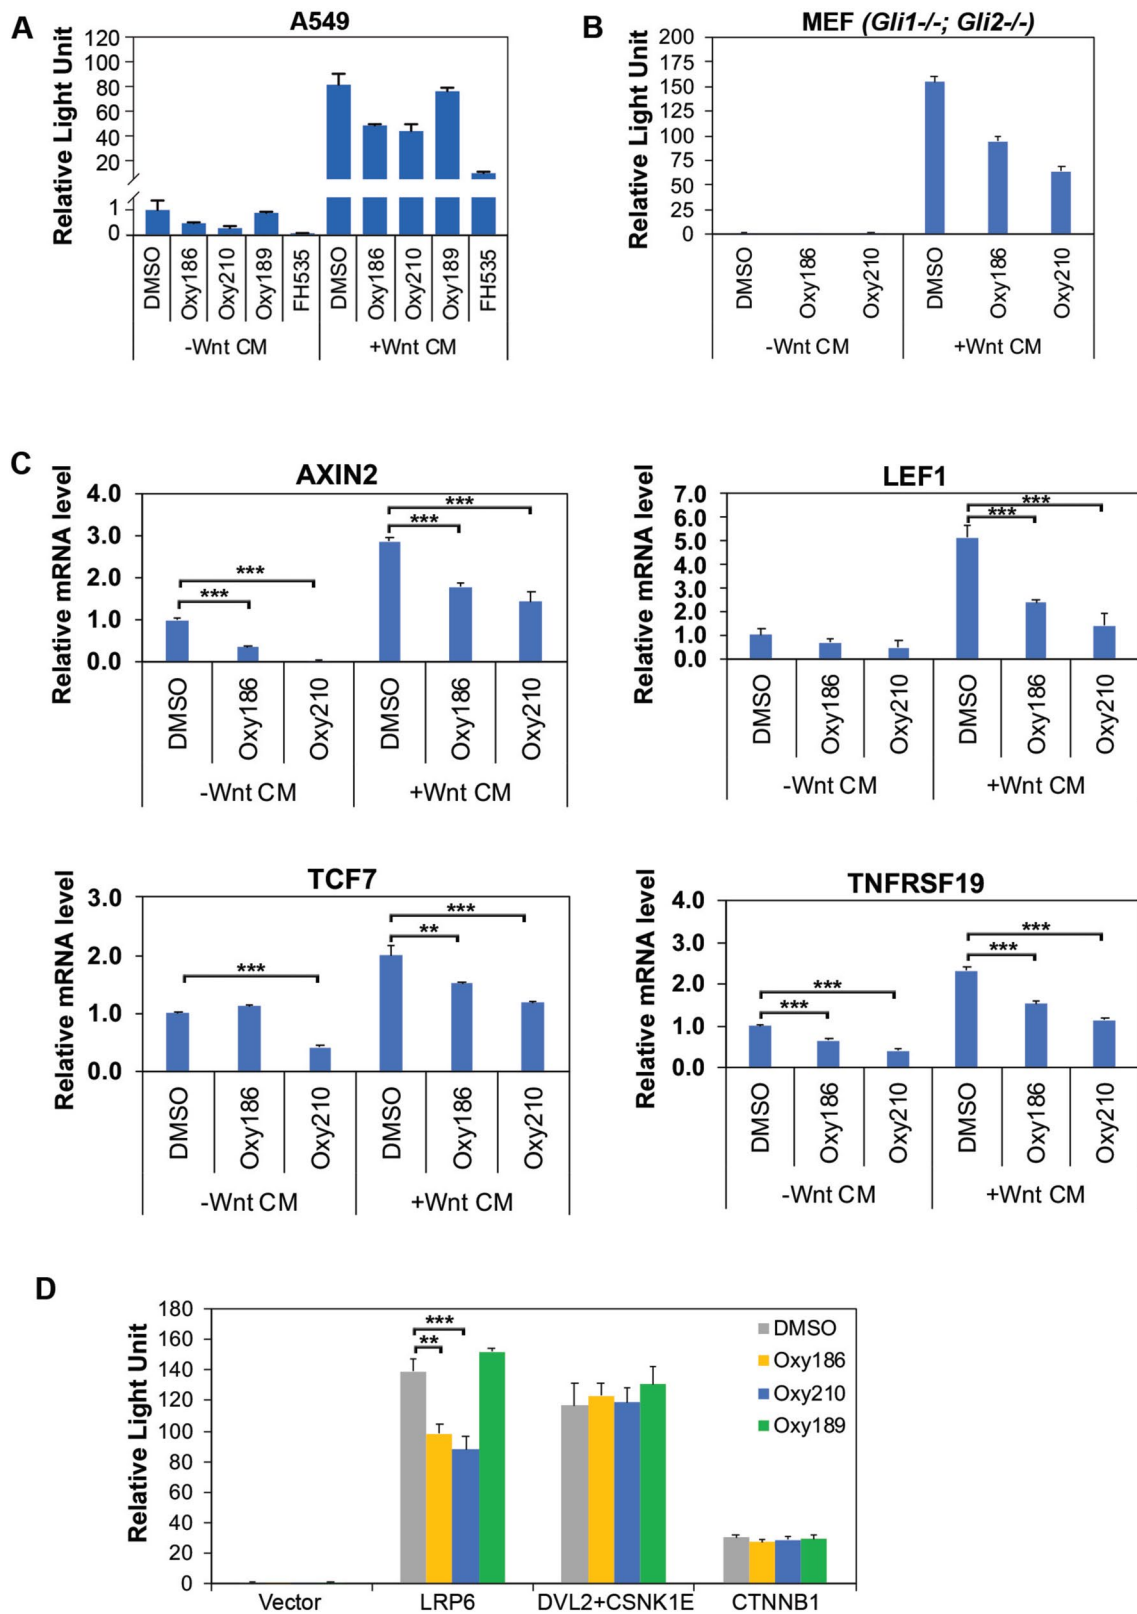 A
A549
Relative Light Unit
120
100
80
60
40
20
1
0
DMSO
Oxy186
Oxy210
Oxy189
FH535
DMSO
Oxy186
Oxy210
Oxy189
FH535
-Wnt CM
+Wnt CM
B
MEF (Gli1-/-; Gli2-/-)
Relative Light Unit
200
175
150
125
100
75
50
25
0
DMSO
Oxy186
Oxy210
DMSO
Oxy186
Oxy210
-Wnt CM
+Wnt CM
C
AXIN2
Relative mRNA level
4.0
3.0
2.0
1.0
0.0
***
***
***
***
DMSO
Oxy186
Oxy210
DMSO
Oxy186
Oxy210
-Wnt CM
+Wnt CM
LEF1
Relative mRNA level
7.0
6.0
5.0
4.0
3.0
2.0
1.0
0.0
***
***
DMSO
Oxy186
Oxy210
DMSO
Oxy186
Oxy210
-Wnt CM
+Wnt CM
TCF7
Relative mRNA level
3.0
2.0
1.0
0.0
***
***
**
DMSO
Oxy186
Oxy210
DMSO
Oxy186
Oxy210
-Wnt CM
+Wnt CM
TNFRSF19
Relative mRNA level
4.0
3.0
2.0
1.0
0.0
***
***
***
***
DMSO
Oxy186
Oxy210
DMSO
Oxy186
Oxy210
-Wnt CM
+Wnt CM
D
Relative Light Unit
180
160
140
120
100
80
60
40
20
0
***
**
DMSO
Oxy186
Oxy210
Oxy189
Vector
LRP6
DVL2+CSNK1E
CTNNB1